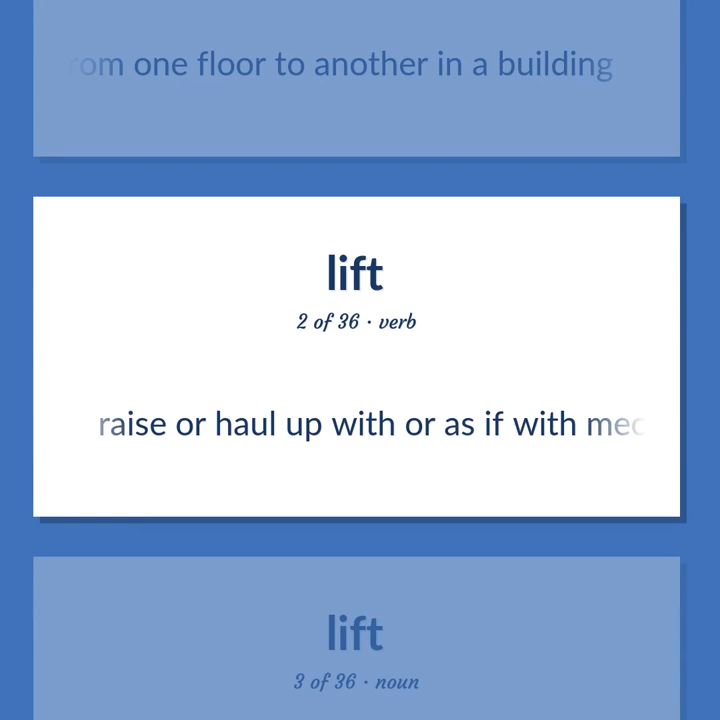 one floor to another in a building
lift
2 of 36 · verb
raise or haul up with or as if with
lift
3 of 36 · noun